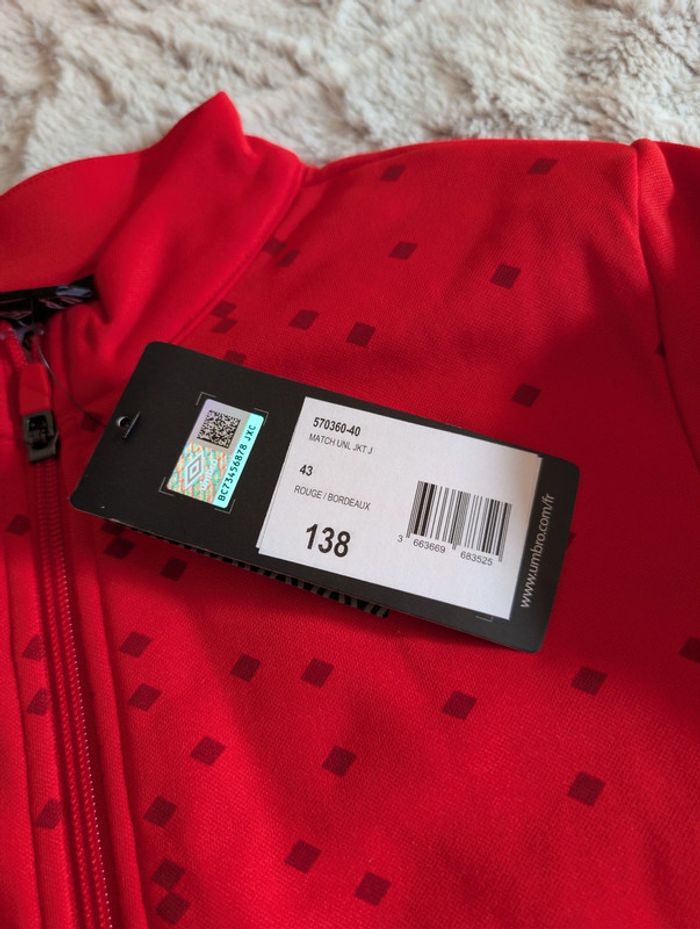 BC73456878 JXC
570360-40
MATCH UNL JKT J
43
ROUGE / BORDEAUX
138
3 663669 683525
www.umbro.com/fr